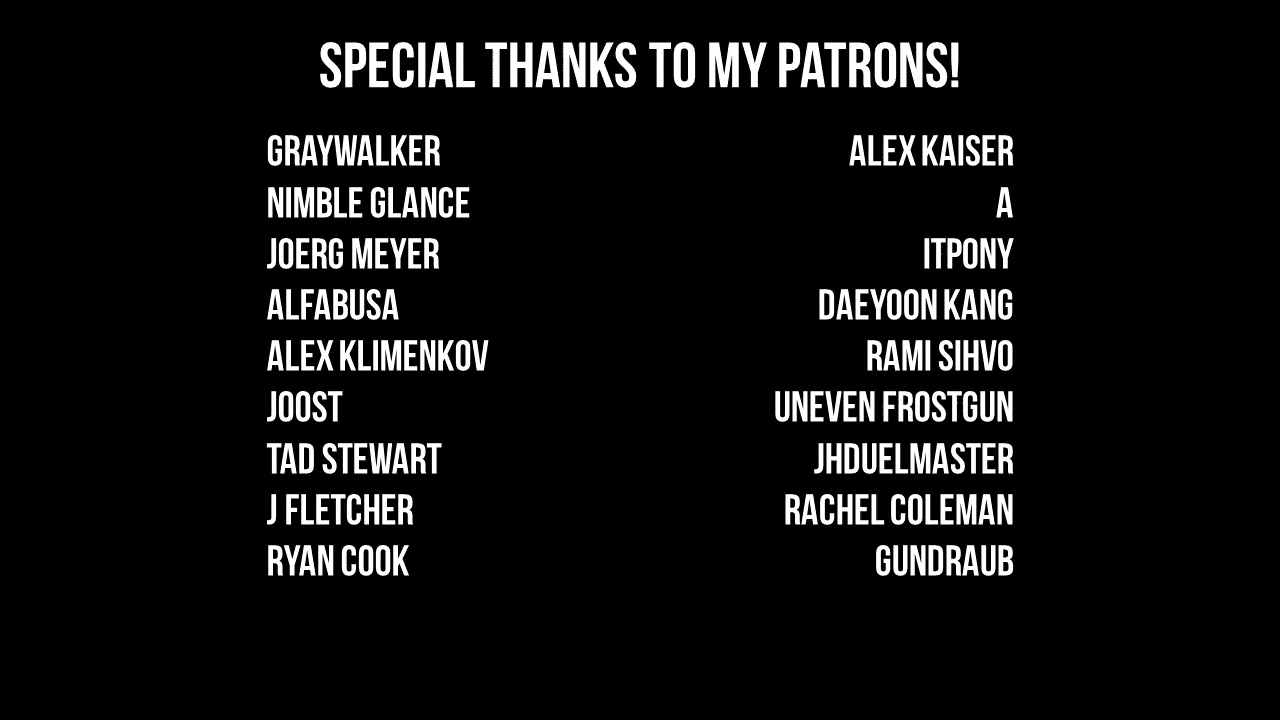 SPECIAL THANKS TO MY PATRONS!
GRAYWALKER
NIMBLE GLANCE
JOERG MEYER
ALFABUSA
ALEX KLIMENKOV
JOOST
TAD STEWART
J FLETCHER
RYAN COOK
ALEX KAISER
A
ITPONY
DAEYOON KANG
RAMI SIHVO
UNEVEN FROSTGUN
JHDUELMASTER
RACHEL COLEMAN
GUNDRAUB